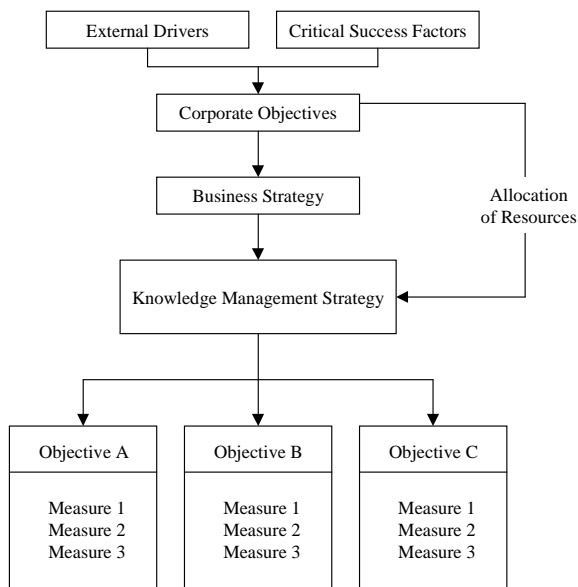 External Drivers
Critical Success Factors
Corporate Objectives
Business Strategy
Allocation
of Resources
Knowledge Management Strategy
Objective A
Objective B
Objective C
Measure 1
Measure 2
Measure 3
Measure 1
Measure 2
Measure 3
Measure 1
Measure 2
Measure 3